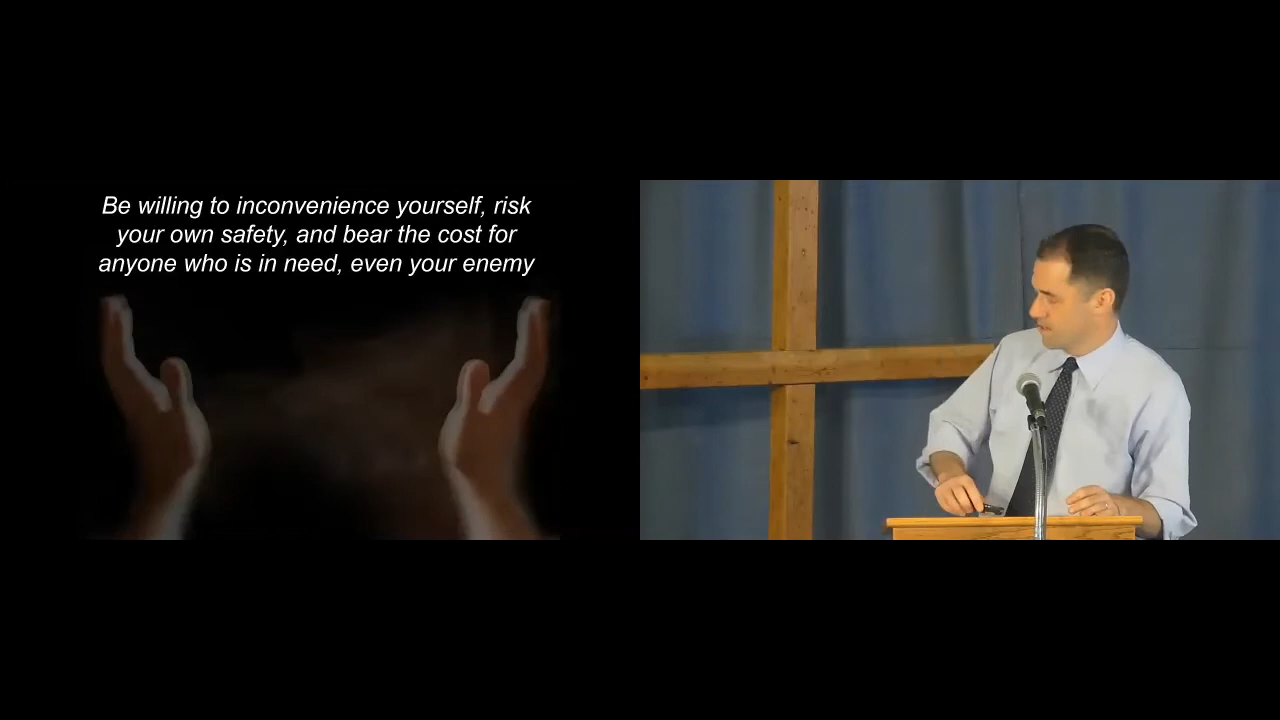 Be willing to inconvenience yourself, risk
your own safety, and bear the cost for
anyone who is in need, even your enemy